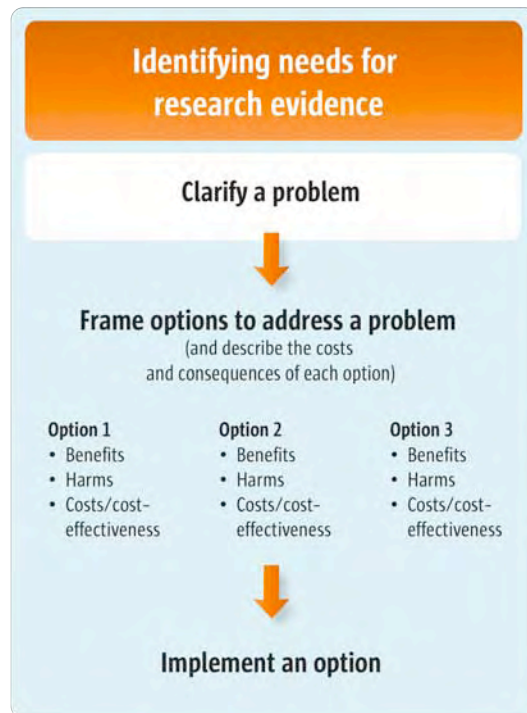 Identifying needs for
research evidence
Clarify a problem
Frame options to address a problem
(and describe the costs
and consequences of each option)
Option 1
• Benefits
• Harms
• Costs/cost-
effectiveness
Option 2
• Benefits
• Harms
• Costs/cost-
effectiveness
Option 3
• Benefits
• Harms
• Costs/cost-
effectiveness
Implement an option